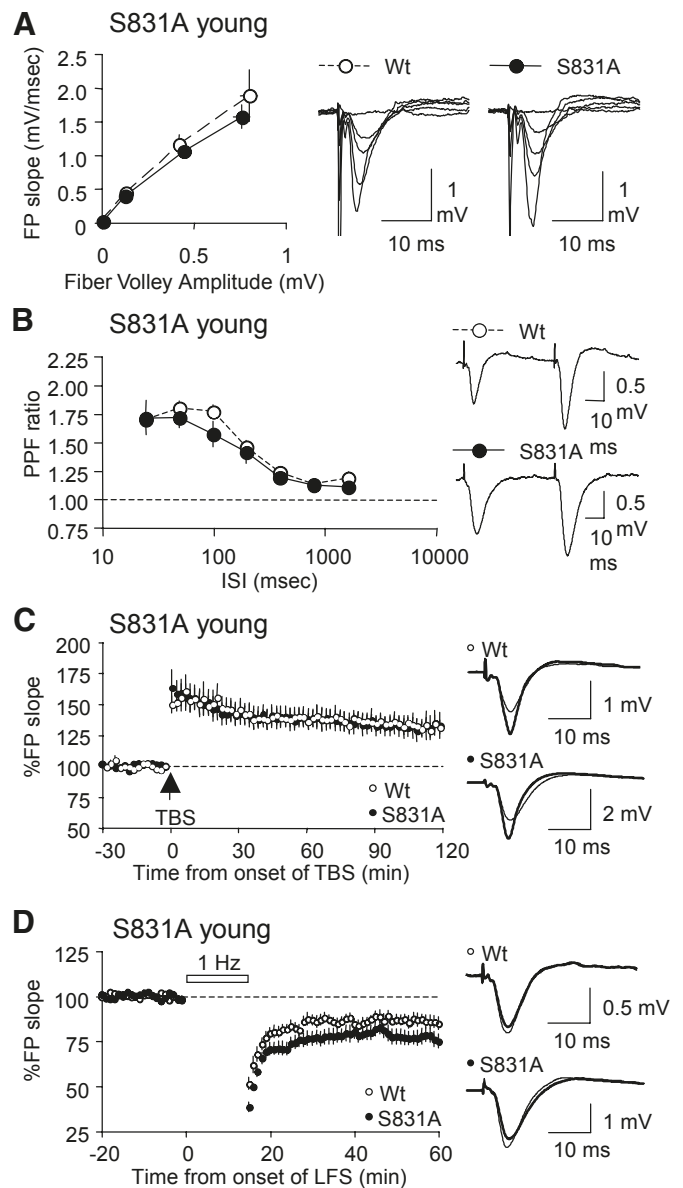 A
S831A young
FP slope (mV/msec)
2.5
2.0
1.5
1.0
0.5
0
0
0.5
1
Fiber Volley Amplitude (mV)
Wt
S831A
1
mV
10 ms
1
mV
10 ms
B
S831A young
PPF ratio
2.25
2.00
1.75
1.50
1.25
1.00
0.75
10
100
1000
10000
ISI (msec)
Wt
0.5
mV
10
ms
S831A
0.5
mV
10
ms
C
S831A young
%FP slope
200
175
150
125
100
75
50
TBS
Wt
S831A
-30
0
30
60
90
120
Time from onset of TBS (min)
Wt
1 mV
10 ms
S831A
2 mV
10 ms
D
S831A young
%FP slope
125
100
75
50
25
1 Hz
Wt
S831A
-20
0
20
40
60
Time from onset of LFS (min)
Wt
0.5 mV
10 ms
S831A
1 mV
10 ms